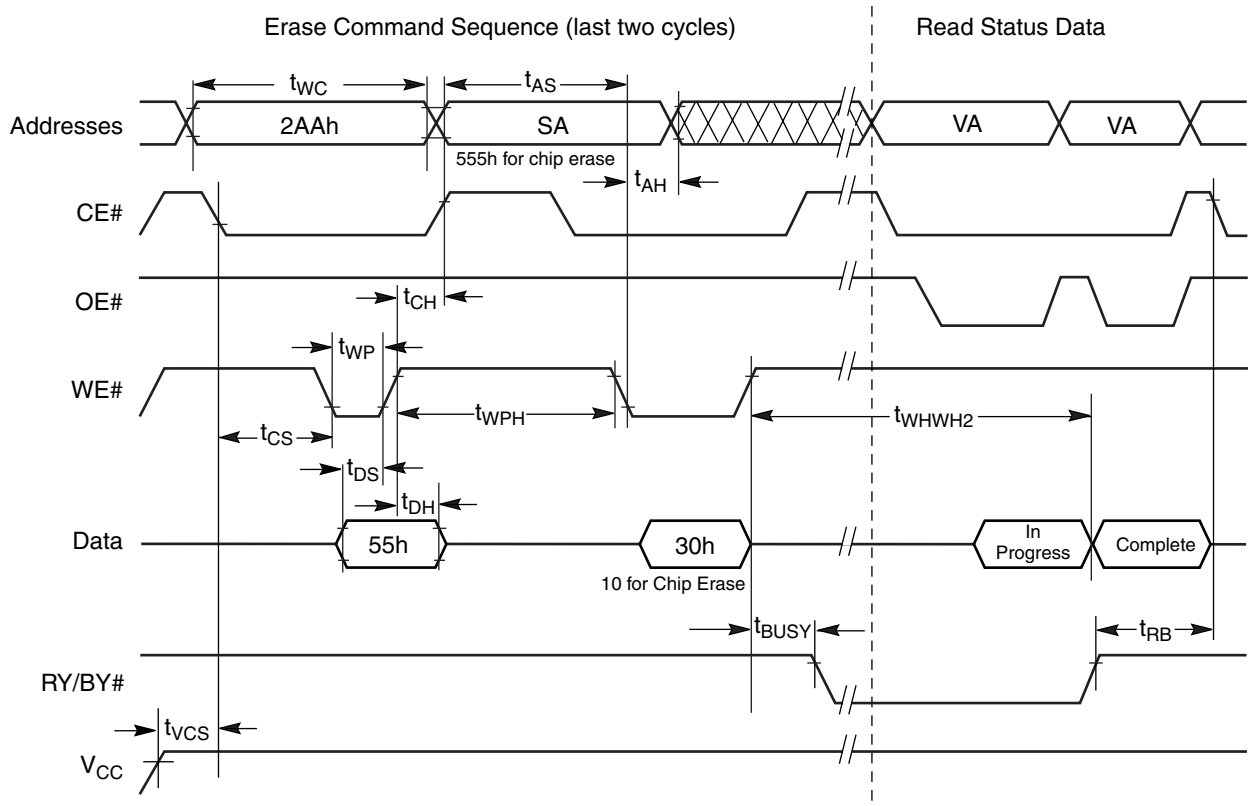 Erase Command Sequence (last two cycles)
Read Status Data
tWC
tAS
Addresses
2AAh
SA
VA
VA
555h for chip erase
tAH
CE#
OE#
tCH
tWP
WE#
tWPH
tWHWH2
tCS
tDS
tDH
Data
55h
30h
In
Progress
Complete
10 for Chip Erase
tBUSY
tRB
RY/BY#
tVCS
VCC